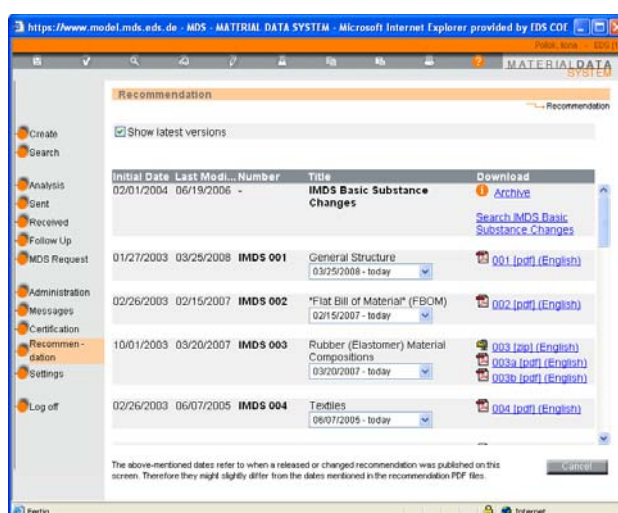 https://www.model.mds.eds.de - MDS - MATERIAL DATA SYSTEM - Microsoft Internet Explorer provided by EDS COE
MATERIALDATA
SYSTEM
Recommendation
Recommendation
Create
Show latest versions
Search
Initial Date Last Modi... Number Title Download
02/01/2004 06/19/2006 - IMDS Basic Substance Archive
Changes
Search IMDS Basic
Substance Changes
Analysis
Sent
Received
Follow Up
MDS Request
01/27/2003 03/25/2008 IMDS 001 General Structure 001 [pdf] (English)
03/25/2008 - today
Administration
Messages
Certification
Recommen-
dation
Settings
Log off
02/26/2003 02/15/2007 IMDS 002 "Flat Bill of Material" (FBOM) 002 [pdf] (English)
02/15/2007 - today
10/01/2003 03/20/2007 IMDS 003 Rubber (Elastomer) Material 003 [zip] (English)
Compositions 003a [pdf] (English)
03/20/2007 - today 003b [pdf] (English)
02/26/2003 06/07/2005 IMDS 004 Textiles 004 [pdf] (English)
06/07/2005 - today
The above-mentioned dates refer to when a released or changed recommendation was published on this
screen. Therefore they might slightly differ from the dates mentioned in the recommendation PDF files.
Cancel
Fertig Internet